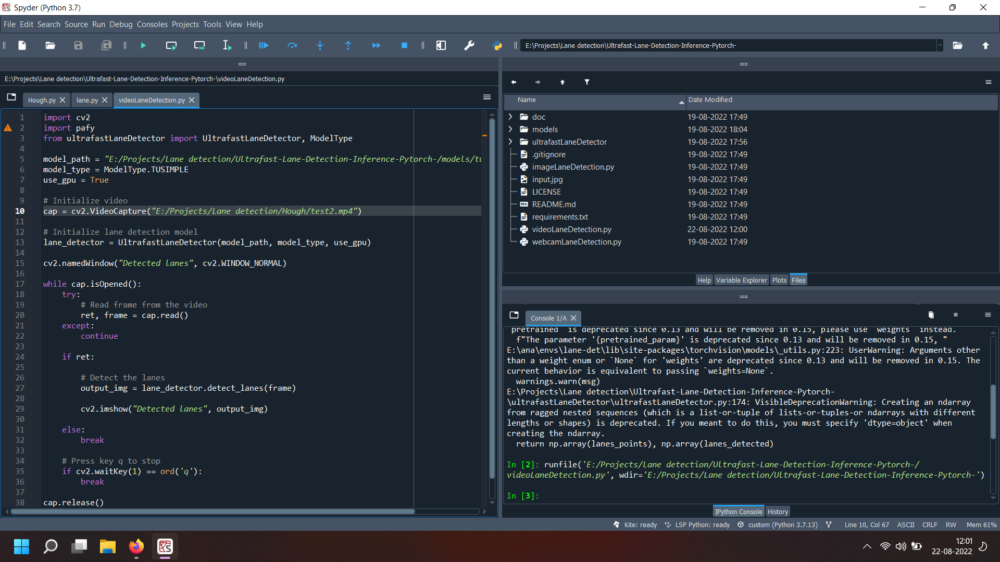 Spyder (Python 3.7)
File Edit Search Source Run Debug Consoles Projects Tools View Help
E:\Projects\Lane detection\Ultrafast-Lane-Detection-Inference-Pytorch-
E:\Projects\Lane detection\Ultrafast-Lane-Detection-Inference-Pytorch-\videoLaneDetection.py
Hough.py lane.py videoLaneDetection.py
1 import cv2
2 import pafy
3 from ultrafastLaneDetector import UltrafastLaneDetector, ModelType
4
5 model_path = "E:/Projects/Lane detection/Ultrafast-Lane-Detection-Inference-Pytorch-/models/tu
6 model_type = ModelType.TUSIMPLE
7 use_gpu = True
8
9 # Initialize video
10 cap = cv2.VideoCapture("E:/Projects/Lane detection/Hough/test2.mp4")
11
12 # Initialize lane detection model
13 lane_detector = UltrafastLaneDetector(model_path, model_type, use_gpu)
14
15 cv2.namedWindow("Detected lanes", cv2.WINDOW_NORMAL)
16
17 while cap.isOpened():
18 try:
19 # Read frame from the video
20 ret, frame = cap.read()
21 except:
22 continue
23
24 if ret:
25
26 # Detect the lanes
27 output_img = lane_detector.detect_lanes(frame)
28
29 cv2.imshow("Detected lanes", output_img)
30
31 else:
32 break
33
34 # Press key q to stop
35 if cv2.waitKey(1) == ord('q'):
36 break
37
38 cap.release()
Name Date Modified
doc 19-08-2022 17:49
models 19-08-2022 18:04
ultrafastLaneDetector 19-08-2022 17:56
.gitignore 19-08-2022 17:49
imageLaneDetection.py 19-08-2022 17:49
input.jpg 19-08-2022 17:49
LICENSE 19-08-2022 17:49
README.md 19-08-2022 17:49
requirements.txt 19-08-2022 17:49
videoLaneDetection.py 22-08-2022 12:00
webcamLaneDetection.py 19-08-2022 17:49
Help Variable Explorer Plots Files
Console 1/A
'pretrained' is deprecated since 0.13 and will be removed in 0.15, please use 'weights' instead.
f"The parameter '{pretrained_param}' is deprecated since 0.13 and will be removed in 0.15, "
E:\ana\envs\lane-det\lib\site-packages\torchvision\models\_utils.py:223: UserWarning: Arguments other
than a weight enum or `None` for 'weights' are deprecated since 0.13 and will be removed in 0.15. The
current behavior is equivalent to passing `weights=None`.
warnings.warn(msg)
E:\Projects\Lane detection\Ultrafast-Lane-Detection-Inference-Pytorch-
\ultrafastLaneDetector\ultrafastLaneDetector.py:174: VisibleDeprecationWarning: Creating an ndarray
from ragged nested sequences (which is a list-or-tuple of lists-or-tuples-or ndarrays with different
lengths or shapes) is deprecated. If you meant to do this, you must specify 'dtype=object' when
creating the ndarray.
return np.array(lanes_points), np.array(lanes_detected)
In [2]: runfile('E:/Projects/Lane detection/Ultrafast-Lane-Detection-Inference-Pytorch-/
videoLaneDetection.py', wdir='E:/Projects/Lane detection/Ultrafast-Lane-Detection-Inference-Pytorch-')
In [3]:
IPython Console History
Kite: ready LSP Python: ready custom (Python 3.7.13) Line 10, Col 67 ASCII CRLF RW Mem 61%
12:01
22-08-2022